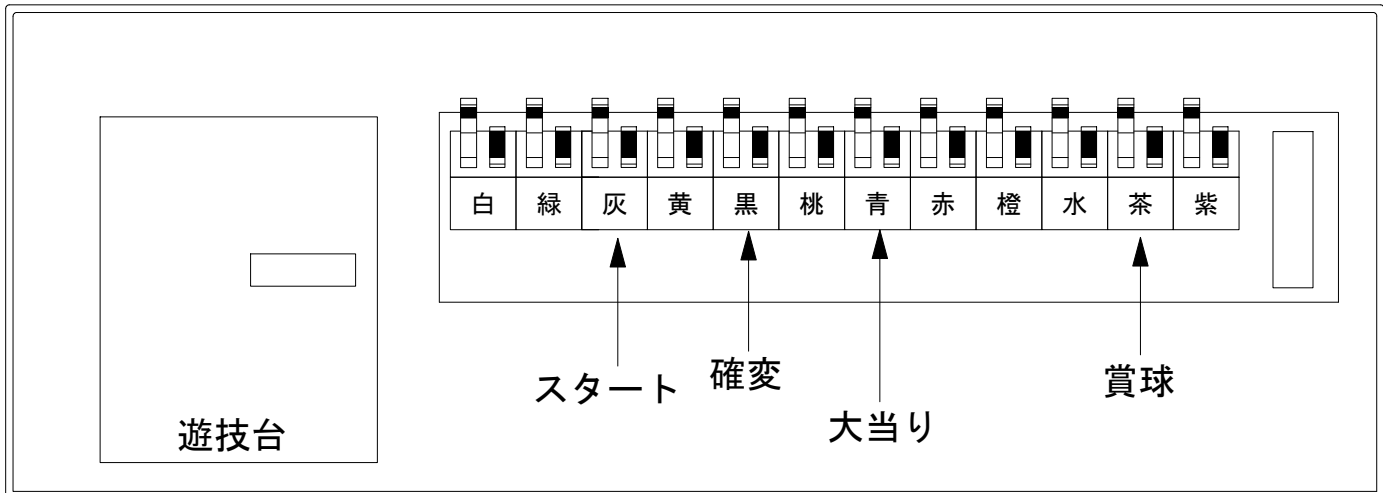 白 緑 灰 黄 黒 桃 青 赤 橙 水 茶 紫
スタート
確変
大当り
賞球
遊技台